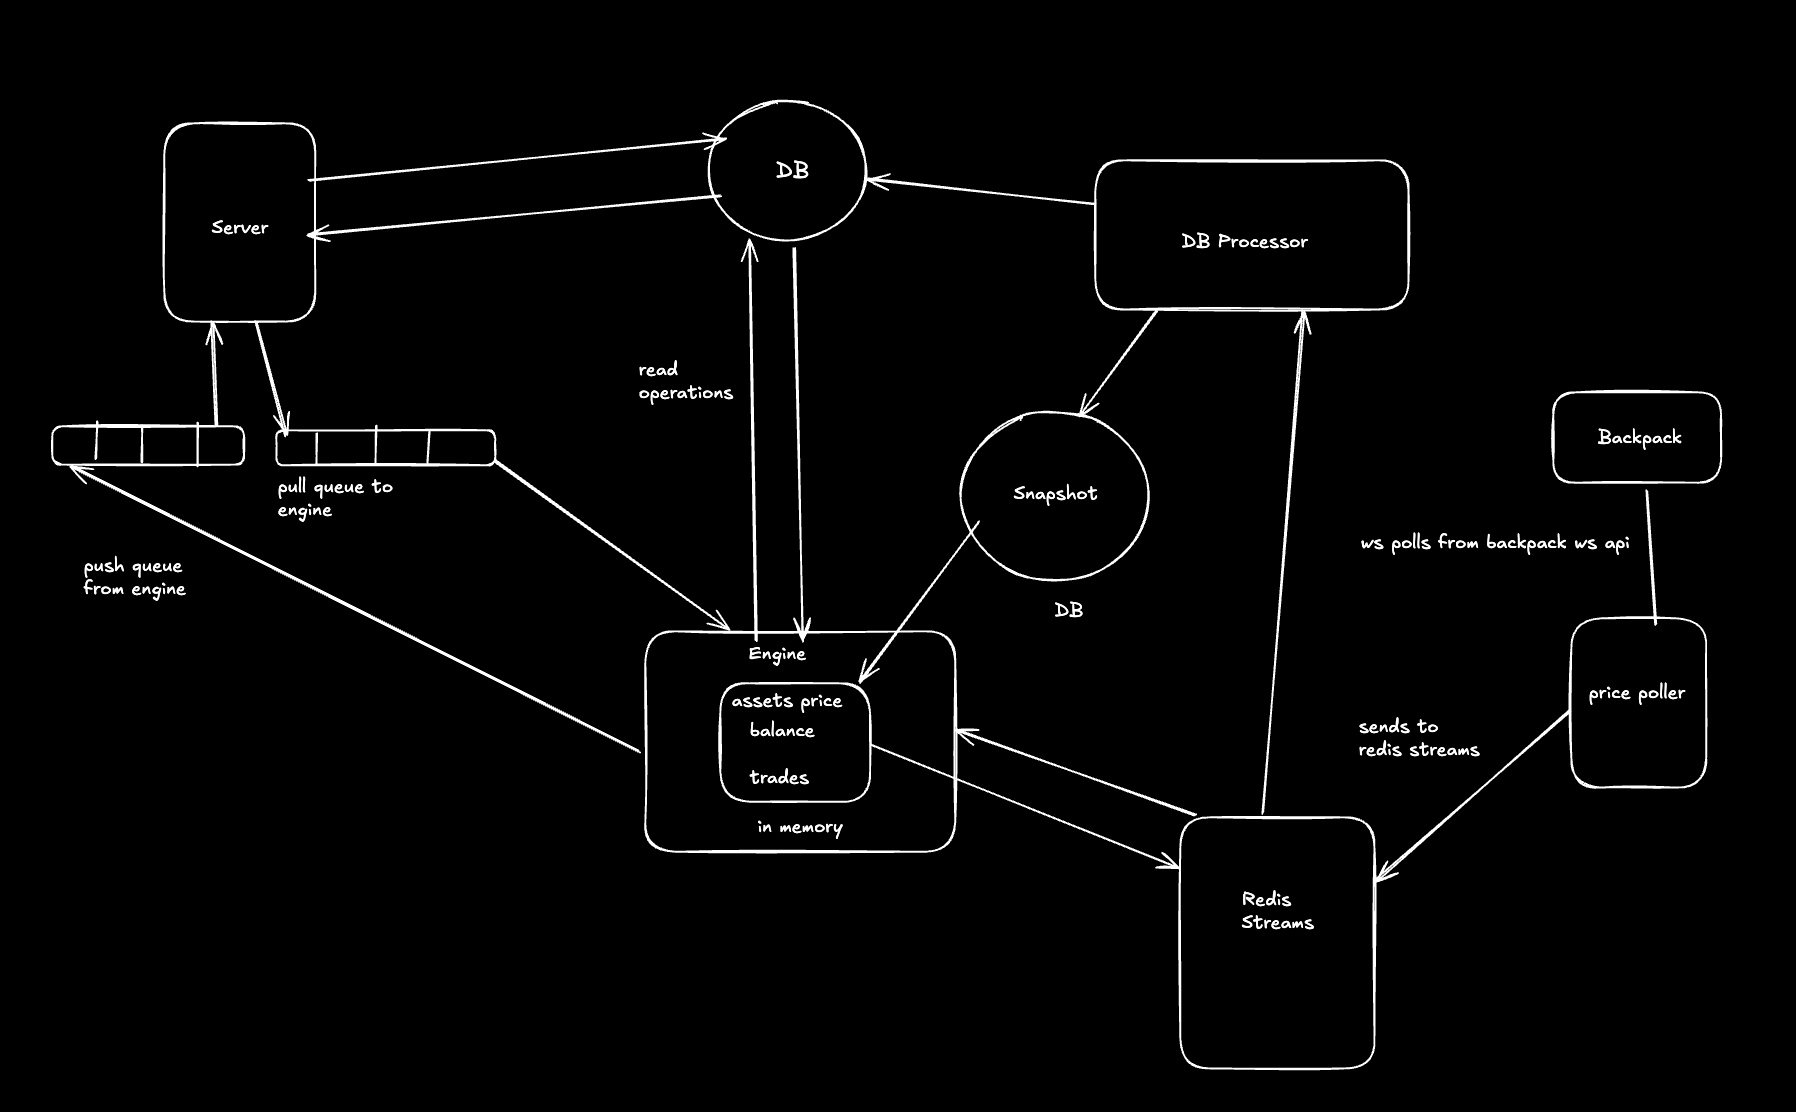 DB
Server
DB Processor
read
operations
Backpack
pull queue to
engine
Snapshot
ws polls from backpack ws api
push queue
from engine
DB
Engine
assets price
balance
trades
in memory
price poller
sends to
redis streams
Redis
Streams